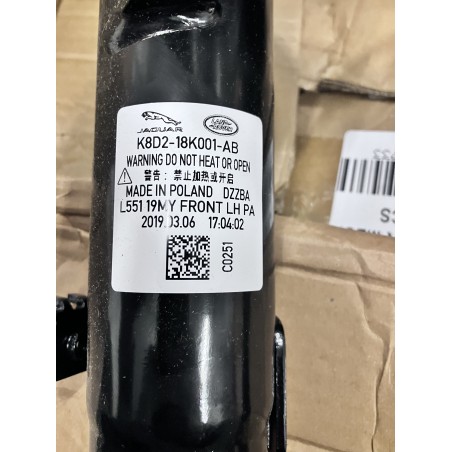 JAGUAR
LAND ROVER
K8D2-18K001-AB
WARNING DO NOT HEAT OR OPEN
警告：禁止加热或开启
MADE IN POLAND DZZBA
L551 19MY FRONT LH PA
2019.03.06 17:04:02
C0251